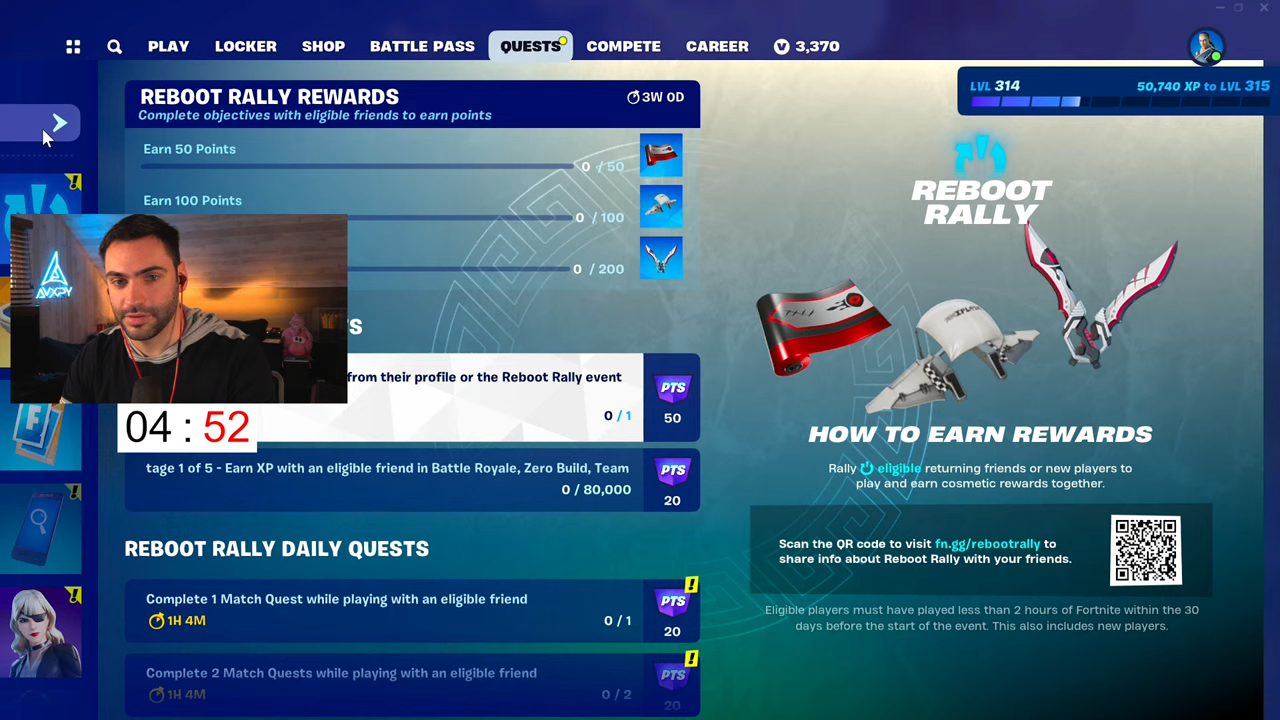 PLAY LOCKER SHOP BATTLE PASS QUESTS COMPETE CAREER 3,370
REBOOT RALLY REWARDS
3W 0D
Complete objectives with eligible friends to earn points
Earn 50 Points
0 / 50
Earn 100 Points
0 / 100
0 / 200
AVXPY
S
from their profile or the Reboot Rally event
0 / 1
PTS
50
04 : 52
tage 1 of 5 - Earn XP with an eligible friend in Battle Royale, Zero Build, Team
0 / 80,000
PTS
20
REBOOT RALLY DAILY QUESTS
Complete 1 Match Quest while playing with an eligible friend
1H 4M
0 / 1
PTS
20
Complete 2 Match Quests while playing with an eligible friend
1H 4M
0 / 2
PTS
20
LVL 314
50,740 XP to LVL 315
REBOOT
RALLY
HOW TO EARN REWARDS
Rally eligible returning friends or new players to
play and earn cosmetic rewards together.
Scan the QR code to visit fn.gg/rebootrally to
share info about Reboot Rally with your friends.
Eligible players must have played less than 2 hours of Fortnite within the 30
days before the start of the event. This also includes new players.